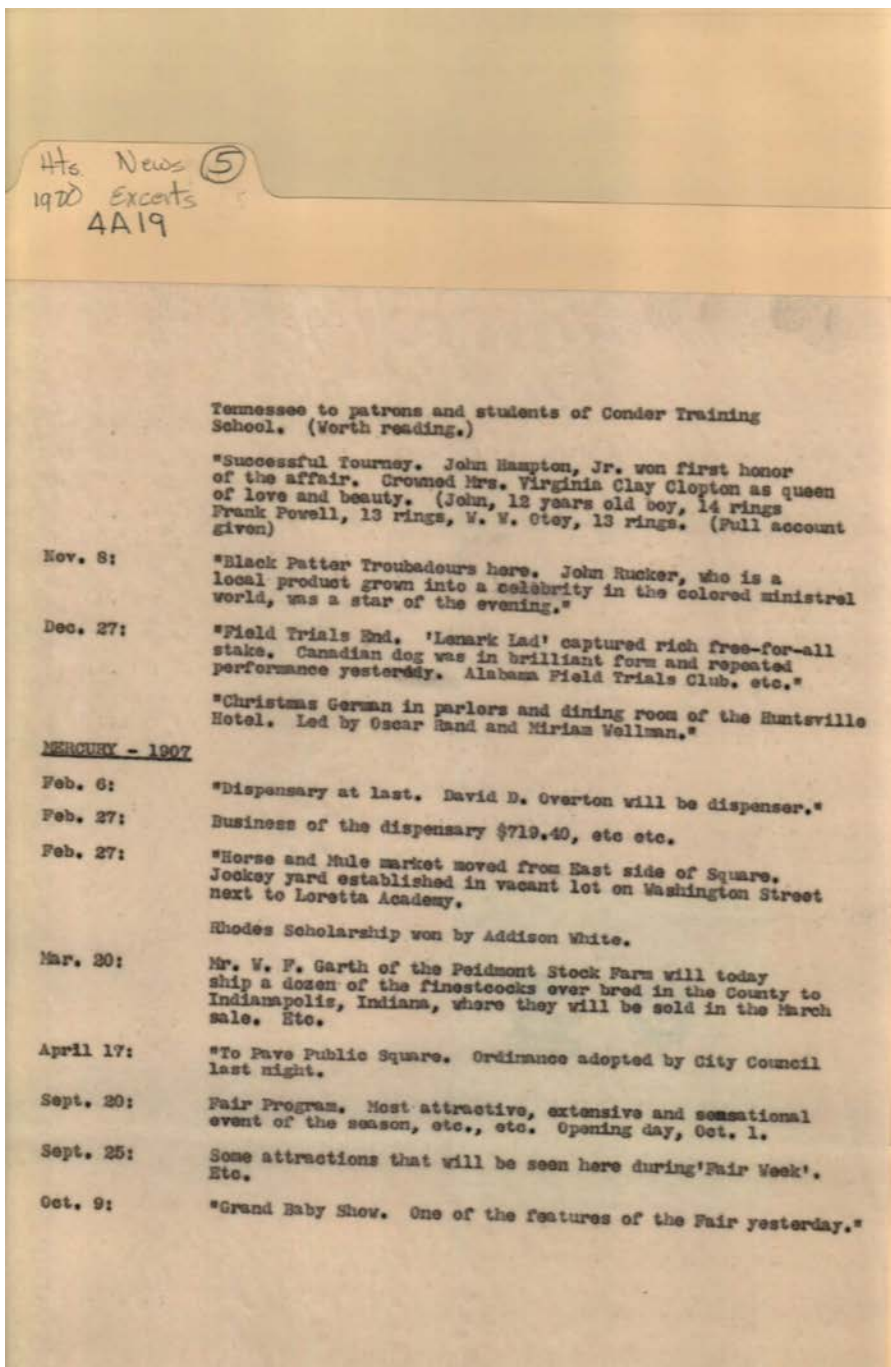 Hts. News 5
1920 Excerts
4A19
Tennessee to patrons and students of Conder Training
School. (Worth reading.)
"Successful Tourney. John Hampton, Jr. won first honor
of the affair. Crowned Mrs. Virginia Clay Clopton as queen
of love and beauty. (John, 12 years old boy, 14 rings
Frank Powell, 13 rings, W. W. Otey, 13 rings. (Full account
given)
Nov. 8: "Black Patter Troubadours here. John Rucker, who is a
local product grown into a celebrity in the colored ministrel
world, was a star of the evening."
Dec. 27: "Field Trials End. 'Lenark Lad' captured rich free-for-all
stake. Canadian dog was in brilliant form and repeated
performance yesterddy. Alabama Field Trials Club. etc."
"Christmas German in parlors and dining room of the Huntsville
Hotel. Led by Oscar Rand and Miriam Wellman."
MERCURY - 1907
Feb. 6: "Dispensary at last. David D. Overton will be dispenser."
Feb. 27: Business of the dispensary $719.40, etc etc.
Feb. 27: "Horse and Mule market moved from East side of Square.
Jockey yard established in vacant lot on Washington Street
next to Loretta Academy.
Rhodes Scholarship won by Addison White.
Mar. 20: Mr. W. F. Garth of the Peidmont Stock Farm will today
ship a dozen of the finestcocks ever bred in the County to
Indianapolis, Indiana, where they will be sold in the March
sale. Etc.
April 17: "To Pave Public Square. Ordinance adopted by City Council
last night.
Sept. 20: Fair Program. Most attractive, extensive and sensational
event of the season, etc., etc. Opening day, Oct. 1.
Sept. 25: Some attractions that will be seen here during'Fair Week'.
Etc.
Oct. 9: "Grand Baby Show. One of the features of the Fair yesterday."